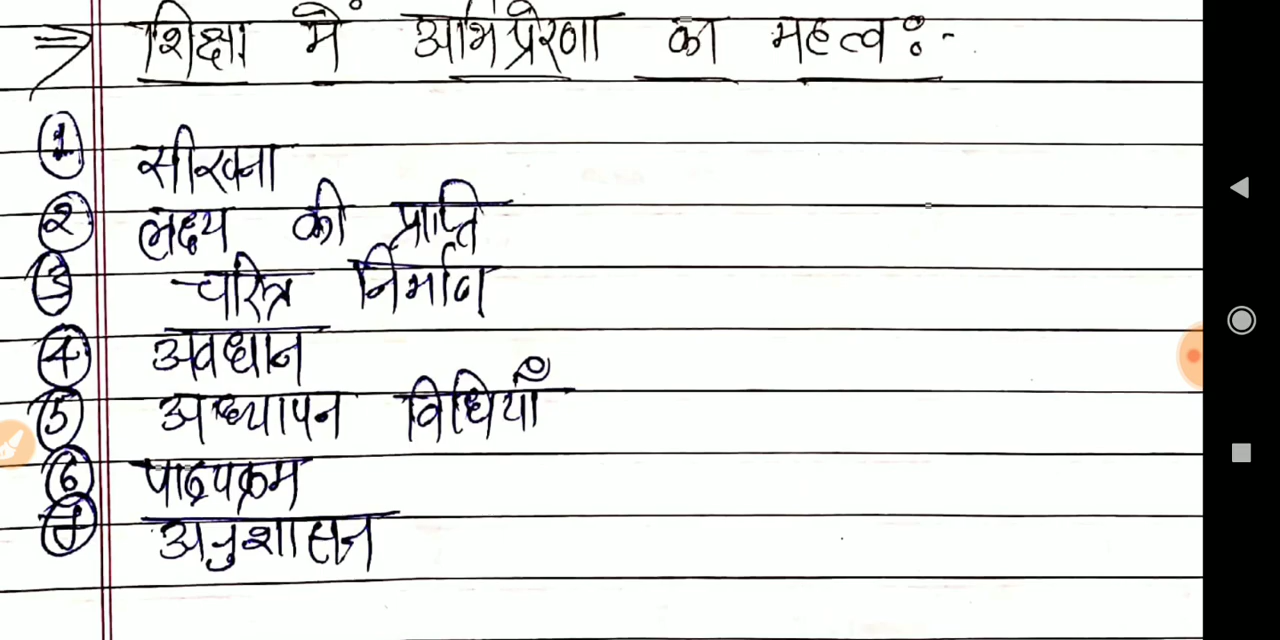 ⇒ शिक्षा में अभिप्रेरणा का महत्व :-
① सीखना
② लक्ष्य की प्राप्ति
③ चरित्र निर्माण
④ अवधान
⑤ अध्यापन विधियाँ
⑥ पाठ्यक्रम
⑦ अनुशासन